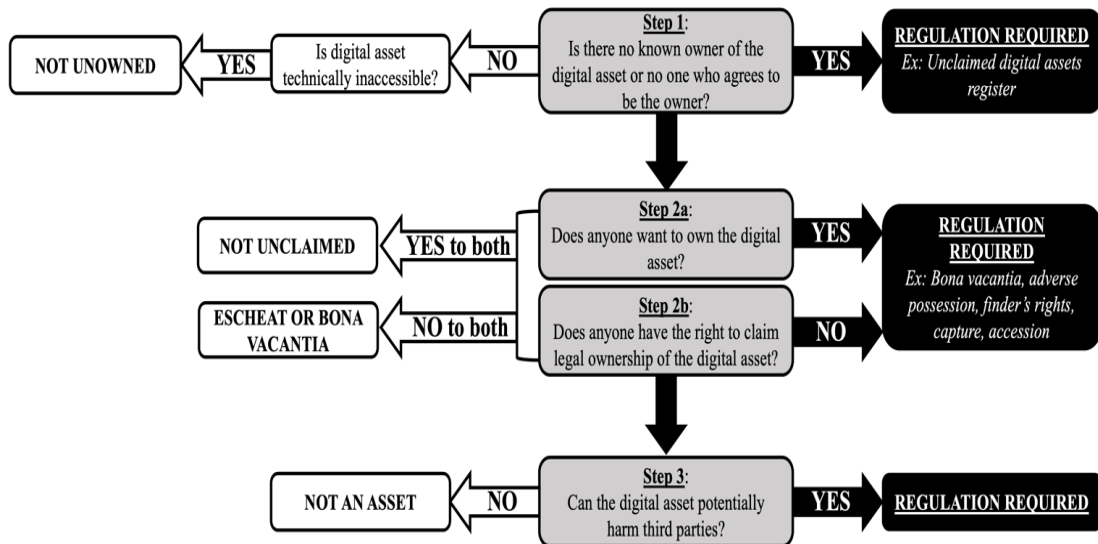 Step 1:
Is there no known owner of the
digital asset or no one who agrees to
be the owner?
NO
Is digital asset
technically inaccessible?
YES
NOT UNOWNED
YES
REGULATION REQUIRED
Ex: Unclaimed digital assets
register
Step 2a:
Does anyone want to own the digital
asset?
YES
Step 2b:
Does anyone have the right to claim
legal ownership of the digital asset?
NO
REGULATION
REQUIRED
Ex: Bona vacantia, adverse
possession, finder's rights,
capture, accession
YES to both
NOT UNCLAIMED
NO to both
ESCHEAT OR BONA
VACANTIA
Step 3:
Can the digital asset potentially
harm third parties?
NO
NOT AN ASSET
YES
REGULATION REQUIRED